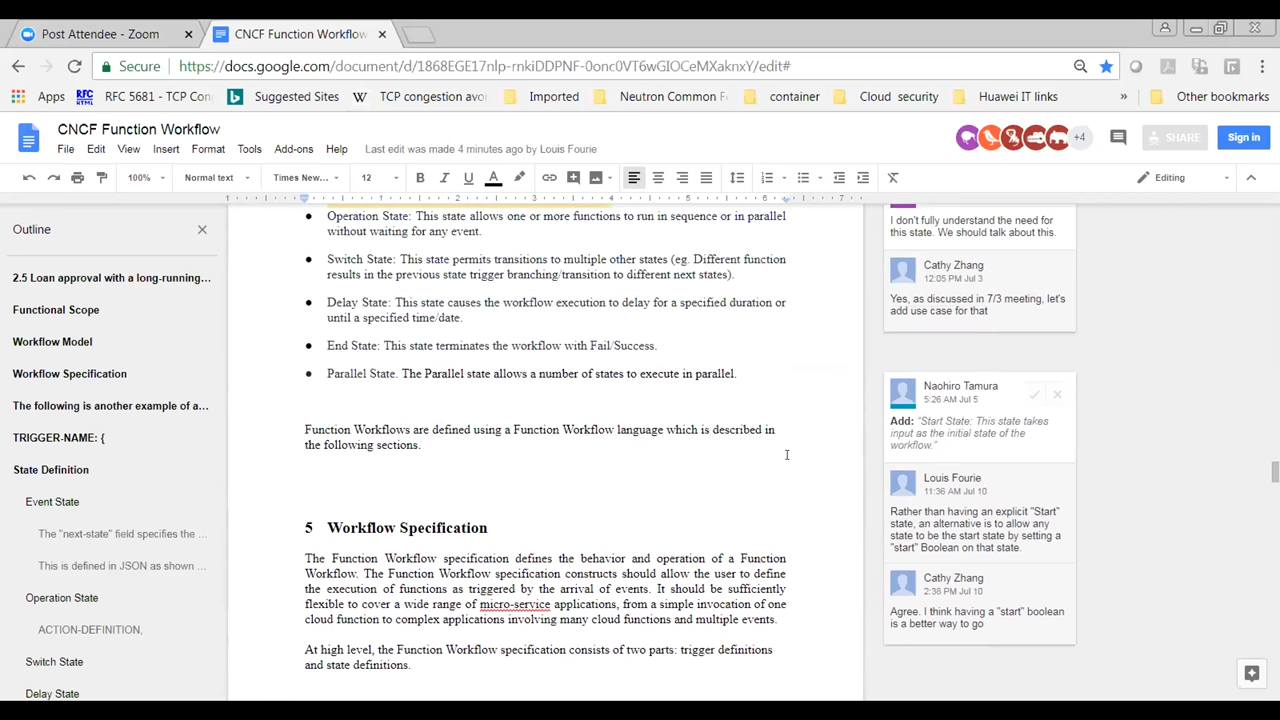 Post Attendee - Zoom
CNCF Function Workflow
Secure
https://docs.google.com/document/d/1868EGE17nlp-rnkiDDPNF-0onc0VT6wGIOCeMXaknxY/edit#
Apps
RFC 5681 - TCP Con
Suggested Sites
TCP congestion avo
Imported
Neutron Common F
container
Cloud security
Huawei IT links
»
Other bookmarks
CNCF Function Workflow
File Edit View Insert Format Tools Add-ons Help
Last edit was made 4 minutes ago by Louis Fourie
+4
SHARE
Sign in
100%
Normal text
Times New...
12
B I U A
Editing
1 2 3 4 5 6 7
Outline
2.5 Loan approval with a long-running...
Functional Scope
Workflow Model
Workflow Specification
The following is another example of a...
TRIGGER-NAME: {
State Definition
Event State
The "next-state" field specifies the ...
This is defined in JSON as shown ...
Operation State
ACTION-DEFINITION,
Switch State
Delay State
● Operation State: This state allows one or more functions to run in sequence or in parallel
without waiting for any event.
● Switch State: This state permits transitions to multiple other states (eg. Different function
results in the previous state trigger branching/transition to different next states).
● Delay State: This state causes the workflow execution to delay for a specified duration or
until a specified time/date.
● End State: This state terminates the workflow with Fail/Success.
● Parallel State. The Parallel state allows a number of states to execute in parallel.
Function Workflows are defined using a Function Workflow language which is described in
the following sections.
5 Workflow Specification
The Function Workflow specification defines the behavior and operation of a Function
Workflow. The Function Workflow specification constructs should allow the user to define
the execution of functions as triggered by the arrival of events. It should be sufficiently
flexible to cover a wide range of micro-service applications, from a simple invocation of one
cloud function to complex applications involving many cloud functions and multiple events.
At high level, the Function Workflow specification consists of two parts: trigger definitions
and state definitions.
I don't fully understand the need for
this state. We should talk about this.
Cathy Zhang
12:05 PM Jul 3
Yes, as discussed in 7/3 meeting, let's
add use case for that
Naohiro Tamura
5:26 AM Jul 5
Add: "Start State: This state takes
input as the initial state of the
workflow."
Louis Fourie
11:36 AM Jul 10
Rather than having an explicit "Start"
state, an alternative is to allow any
state to be the start state by setting a
"start" Boolean on that state.
Cathy Zhang
2:38 PM Jul 10
Agree. I think having a "start" boolean
is a better way to go